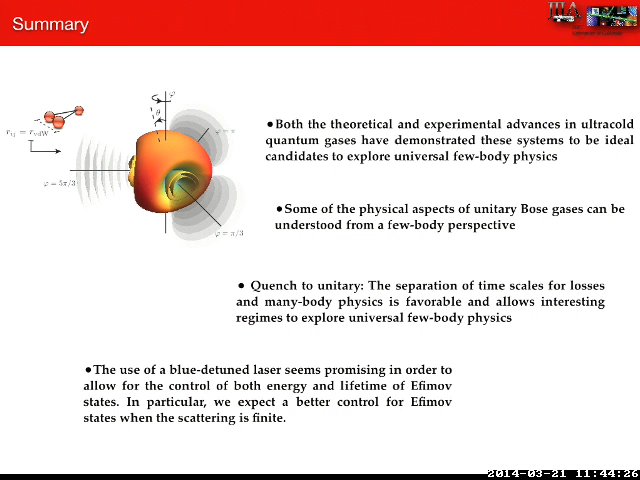 Summary
JILA
r_ij = r_vdW
φ
θ
φ = π
φ = 5π/3
φ = π/3
●Both the theoretical and experimental advances in ultracold
quantum gases have demonstrated these systems to be ideal
candidates to explore universal few-body physics
●Some of the physical aspects of unitary Bose gases can be
understood from a few-body perspective
● Quench to unitary: The separation of time scales for losses
and many-body physics is favorable and allows interesting
regimes to explore universal few-body physics
●The use of a blue-detuned laser seems promising in order to
allow for the control of both energy and lifetime of Efimov
states. In particular, we expect a better control for Efimov
states when the scattering is finite.
2014-03-21 11:44:26